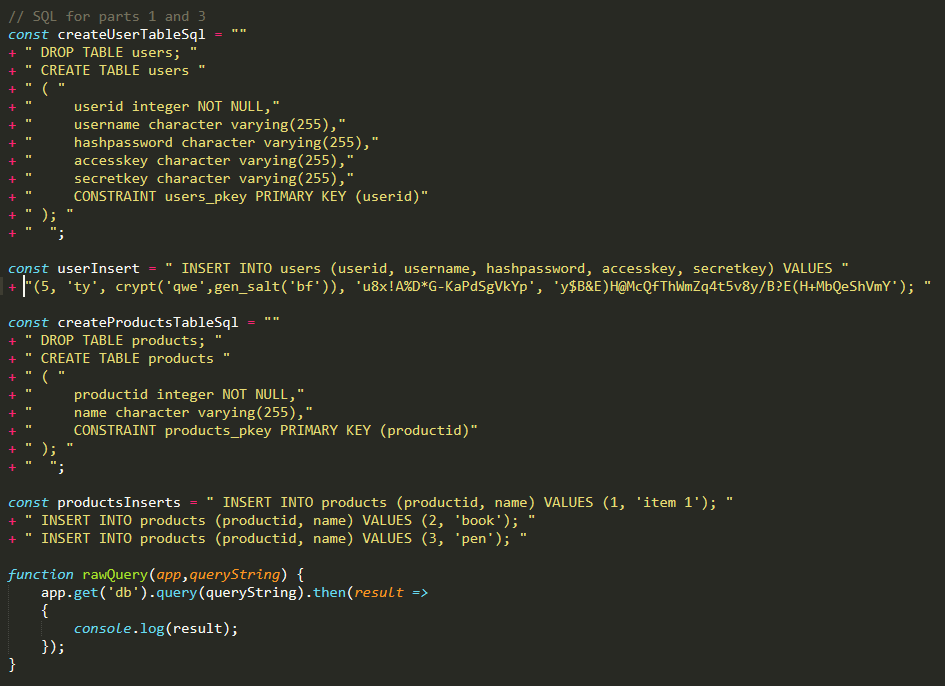 // SQL for parts 1 and 3
const createUserTableSql = ""
+ " DROP TABLE users; "
+ " CREATE TABLE users "
+ " ( "
+ "     userid integer NOT NULL,"
+ "     username character varying(255),"
+ "     hashpassword character varying(255),"
+ "     accesskey character varying(255),"
+ "     secretkey character varying(255),"
+ "     CONSTRAINT users_pkey PRIMARY KEY (userid)"
+ " ); "
+ "  ";

const userInsert = " INSERT INTO users (userid, username, hashpassword, accesskey, secretkey) VALUES "
+ "(5, 'ty', crypt('qwe',gen_salt('bf')), 'u8x!A%D*G-KaPdSgVkYp', 'y$B&E)H@McQfThWmZq4t5v8y/B?E(H+MbQeShVmY'); "

const createProductsTableSql = ""
+ " DROP TABLE products; "
+ " CREATE TABLE products "
+ " ( "
+ "     productid integer NOT NULL,"
+ "     name character varying(255),"
+ "     CONSTRAINT products_pkey PRIMARY KEY (productid)"
+ " ); "
+ "  ";

const productsInserts = " INSERT INTO products (productid, name) VALUES (1, 'item 1'); "
+ " INSERT INTO products (productid, name) VALUES (2, 'book'); "
+ " INSERT INTO products (productid, name) VALUES (3, 'pen'); "

function rawQuery(app,queryString) {
    app.get('db').query(queryString).then(result =>
    {
        console.log(result);
    });
}